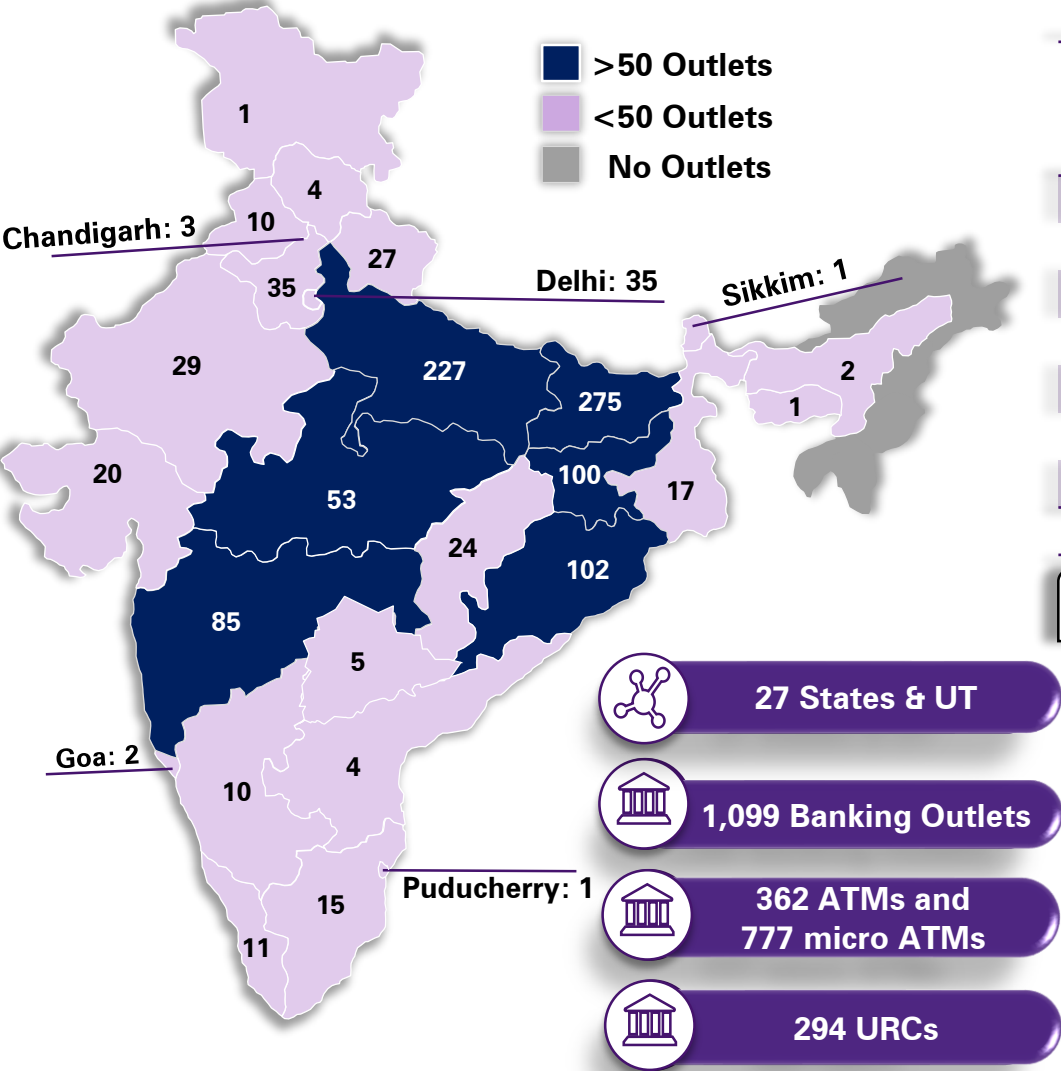 >50 Outlets
<50 Outlets
No Outlets
1
4
10
Chandigarh: 3
27
35
Delhi: 35
Sikkim: 1
29
227
2
275
1
20
53
100
17
24
102
85
5
Goa: 2
10
4
Puducherry: 1
15
11
27 States & UT
1,099 Banking Outlets
362 ATMs and
777 micro ATMs
294 URCs